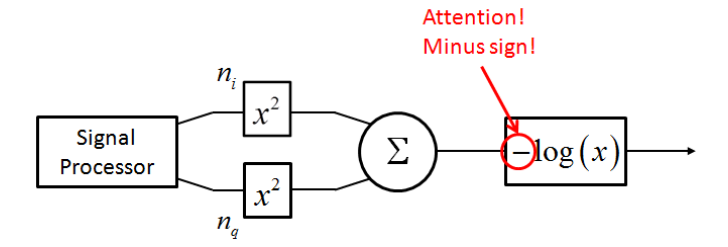 Attention!
Minus sign!
n_i
x^2
Signal
Processor
Σ
−log(x)
x^2
n_q